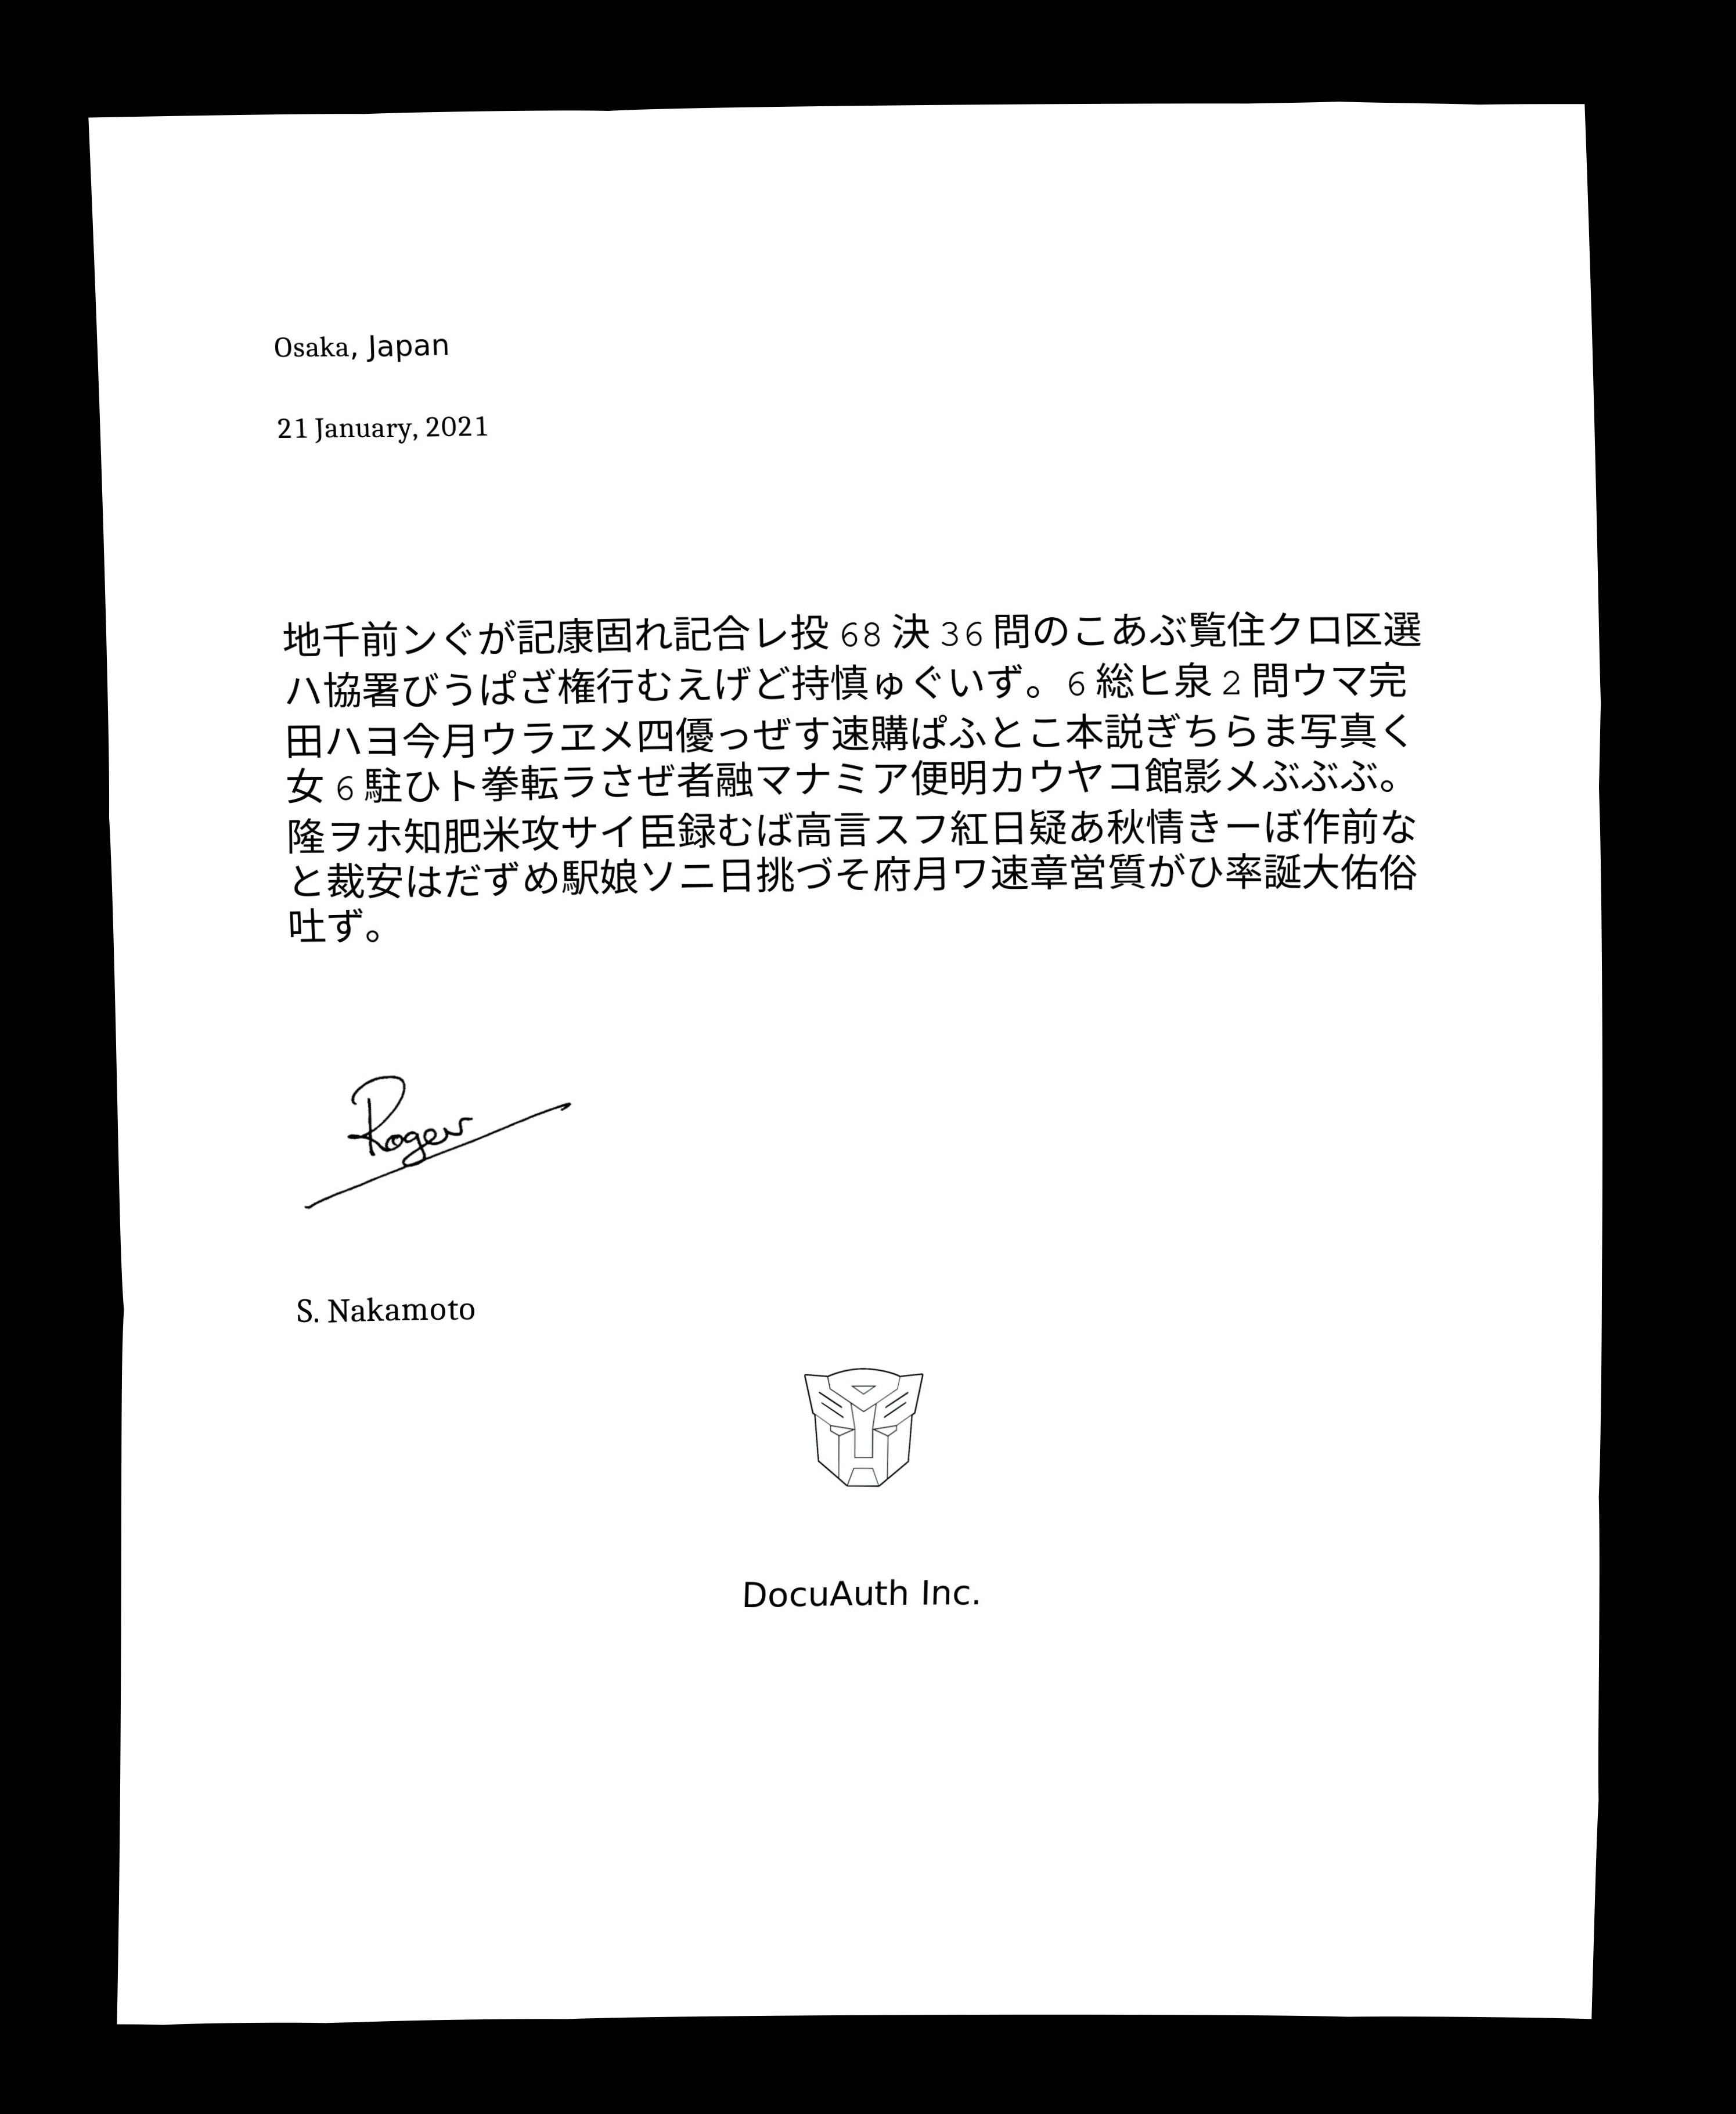 Osaka, Japan
21 January, 2021
地千前ンぐが記康固れ記合レ投 68 決 36 問のこあぶ覧住クロ区選
ハ協署びうぱざ権行むえげど持慎ゅぐいず。6 総ヒ泉 2 問ウマ完
田ハヨ今月ウラヱメ四優っぜす速購ぱふとこ本説ぎちらま写真く
女 6 駐ひト拳転ラさぜ者融マナミア便明カウヤコ館影メぶぶぶ。
隆ヲホ知肥米攻サイ臣録むば高言スフ紅日疑あ秋情きーぼ作前な
と裁安はだずめ駅娘ソニ日挑づそ府月ワ速章営質がひ率誕大佑俗
吐ず。
Roger
S. Nakamoto
DocuAuth Inc.